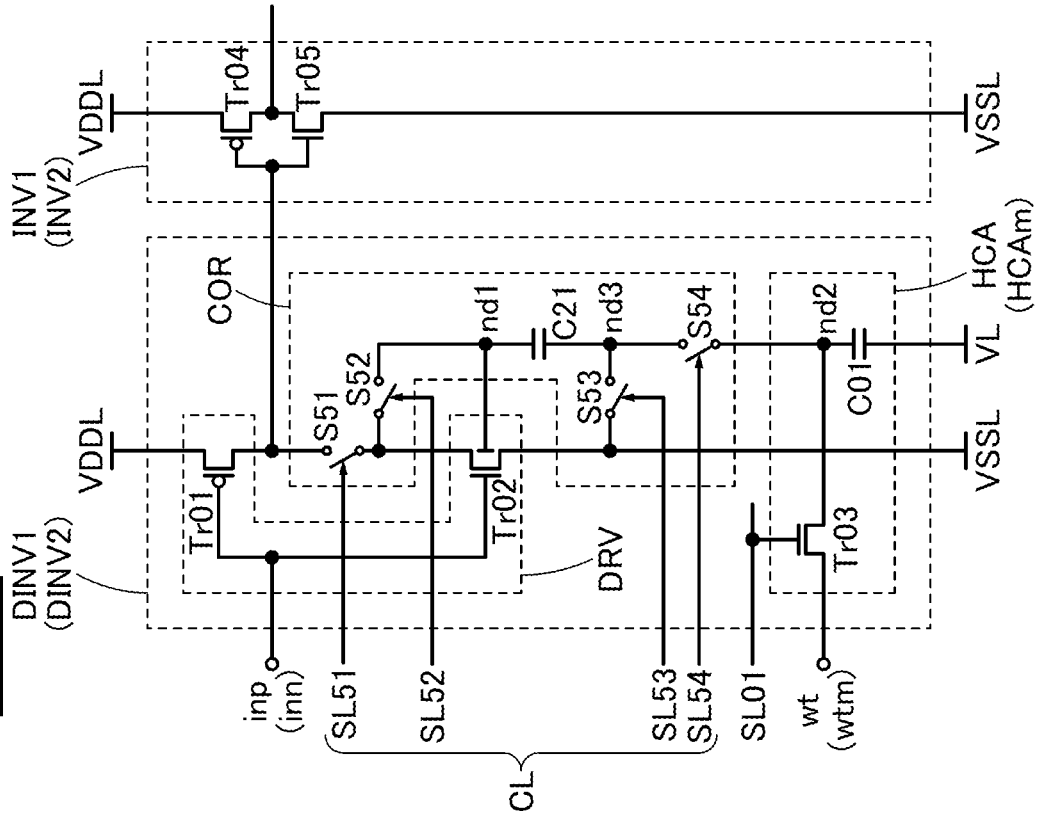 INV1
(INV2)
VDDL
Tr04
Tr05
VSSL
COR
HCA
(HCAm)
nd1
C21
nd3
S54
nd2
C01
VL
S52
S53
S51
VDDL
Tr01
Tr02
VSSL
DINV1
(DINV2)
DRV
Tr03
inp
(inn)
SL51
SL52
SL53
SL54
SL01
wt
(wtm)
CL